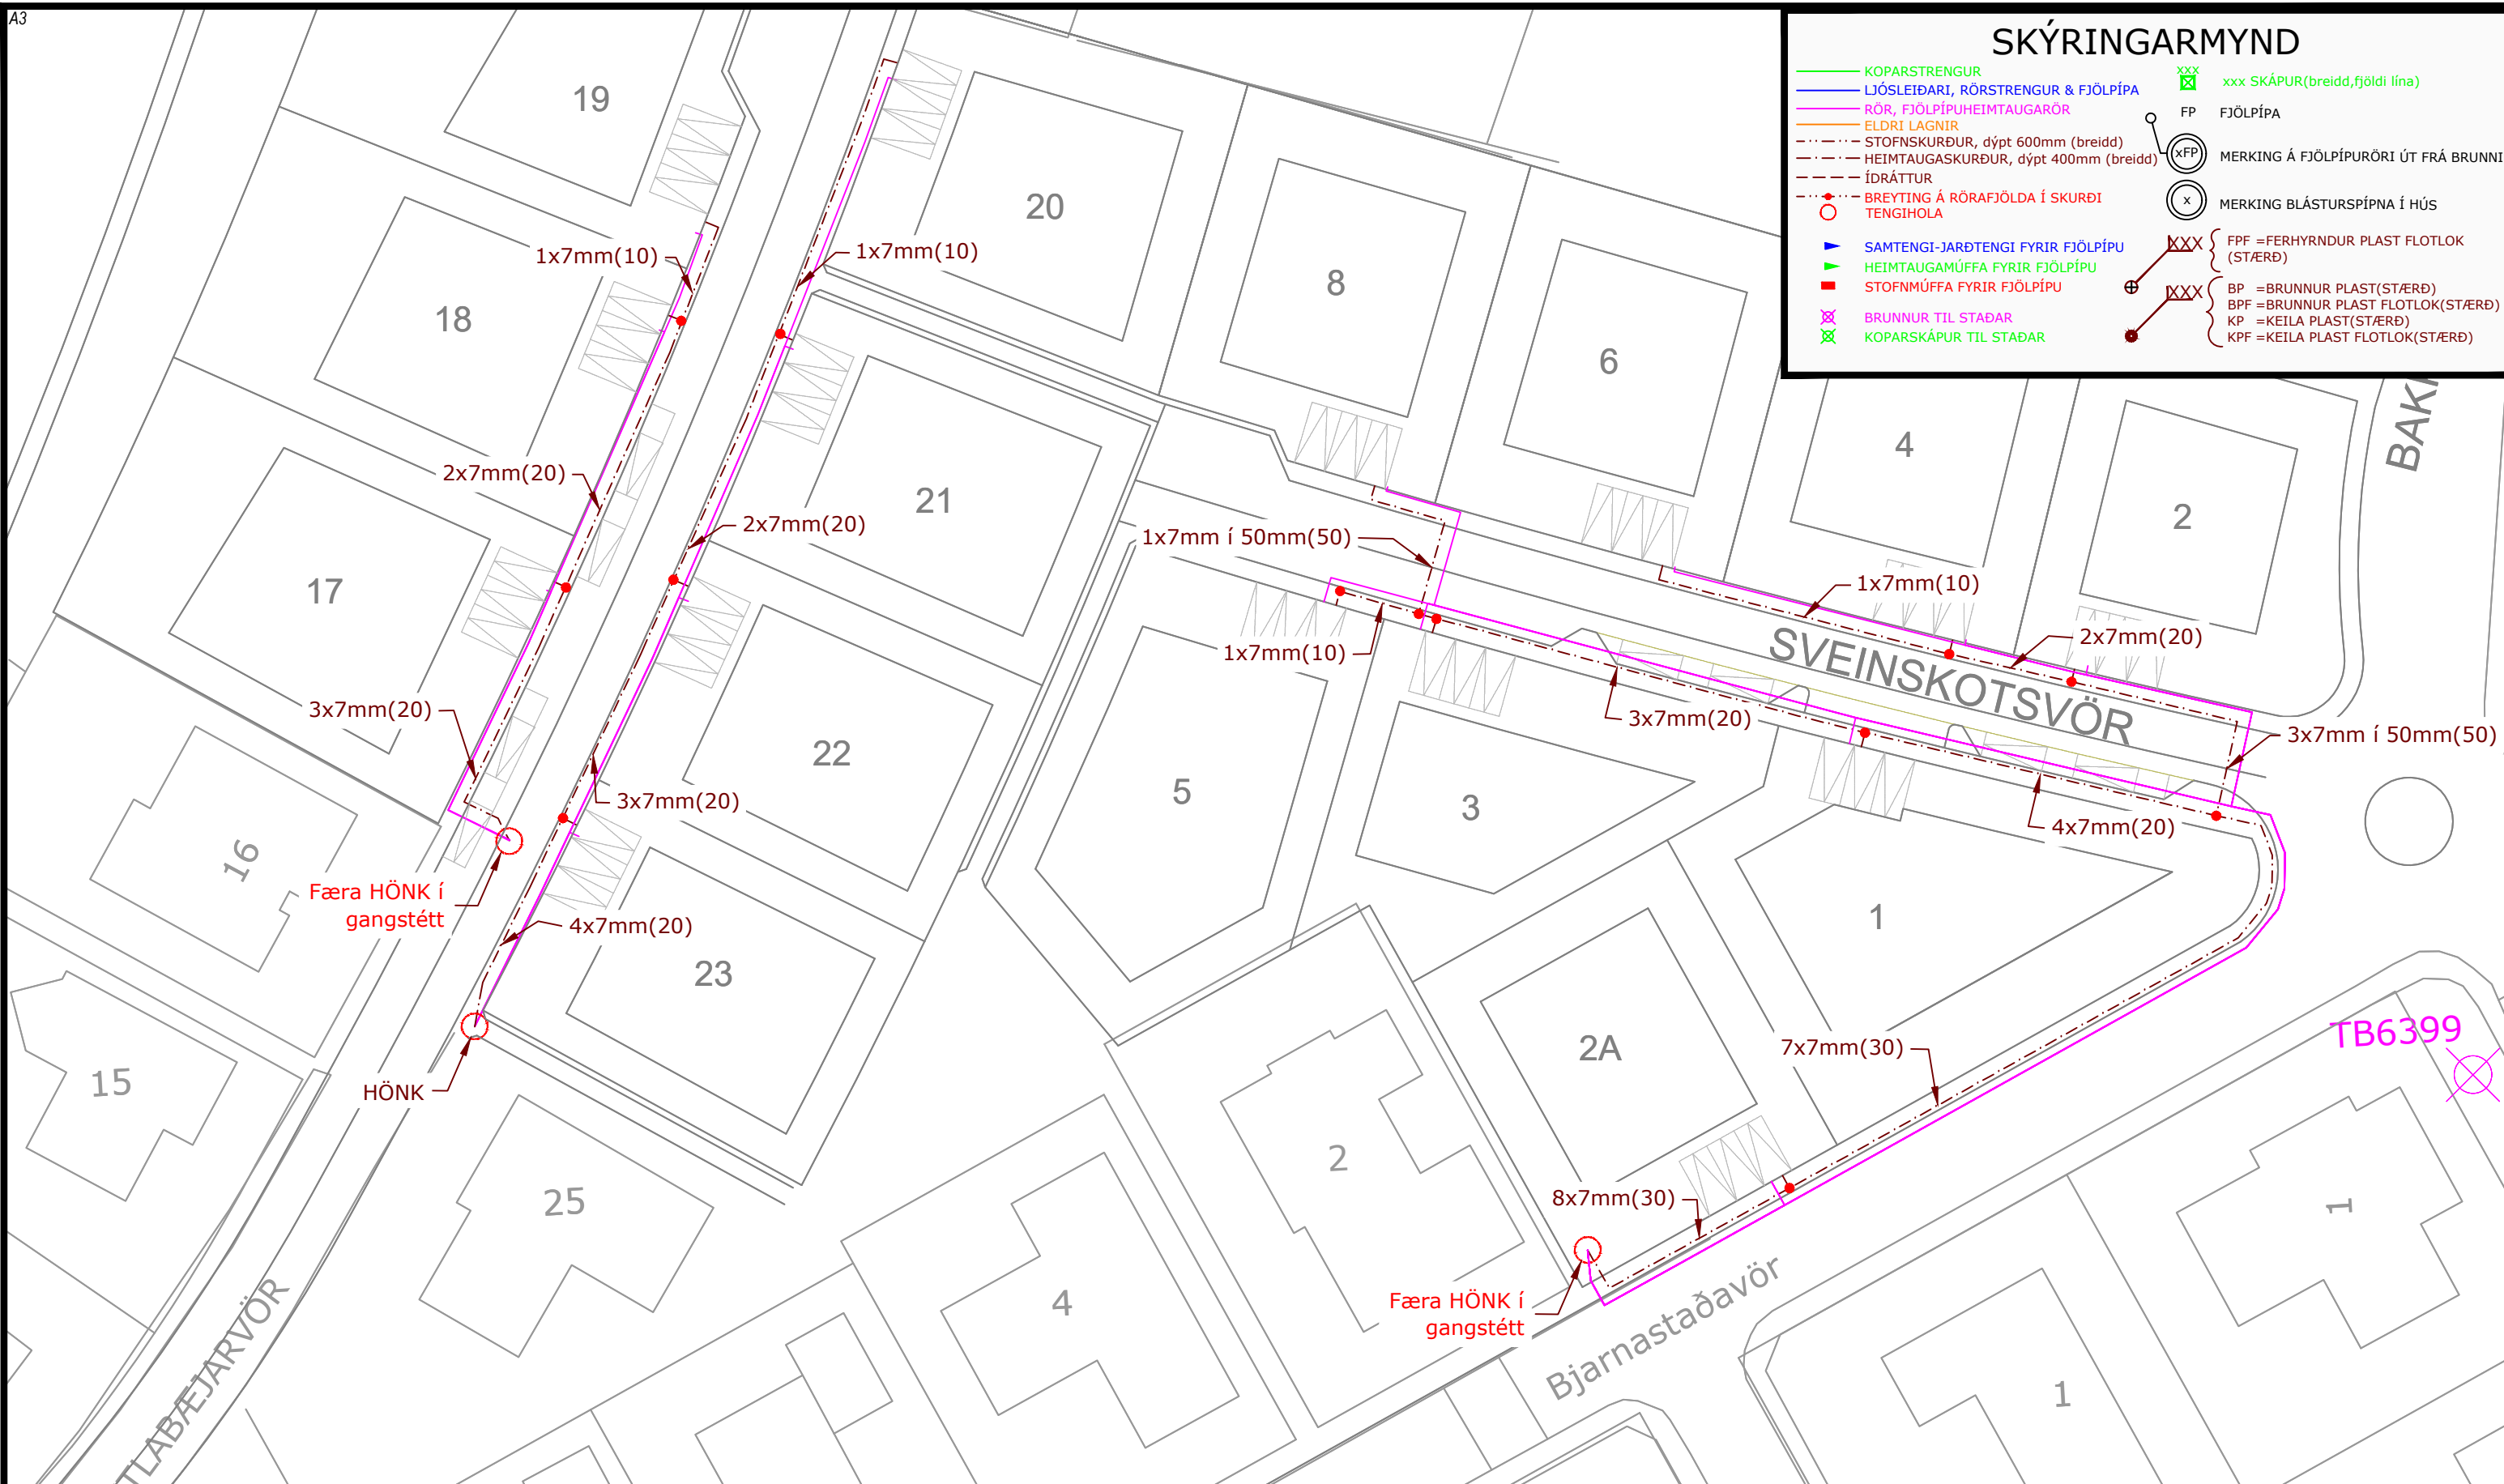 A3
SKÝRINGARMYND
KOPARSTRENGUR
LJÓSLEIÐARI, RÖRSTRENGUR & FJÖLPÍPA
RÖR, FJÖLPÍPUHEIMTAUGARÖR
ELDRI LAGNIR
STOFNSKURÐUR, dýpt 600mm (breidd)
HEIMTAUGASKURÐUR, dýpt 400mm (breidd)
ÍDRÁTTUR
BREYTING Á RÖRAFJÖLDA Í SKURÐI
TENGIHOLA
SAMTENGI-JARÐTENGI FYRIR FJÖLPÍPU
HEIMTAUGAMÚFFA FYRIR FJÖLPÍPU
STOFNMÚFFA FYRIR FJÖLPÍPU
BRUNNUR TIL STAÐAR
KOPARSKÁPUR TIL STAÐAR
xxx
xxx SKÁPUR(breidd,fjöldi lína)
FP FJÖLPÍPA
xFP MERKING Á FJÖLPÍPURÖRI ÚT FRÁ BRUNNI
x MERKING BLÁSTURSPÍPNA Í HÚS
XXX FPF =FERHYRNDUR PLAST FLOTLOK
(STÆRÐ)
XXX BP =BRUNNUR PLAST(STÆRÐ)
BPF =BRUNNUR PLAST FLOTLOK(STÆRÐ)
KP =KEILA PLAST(STÆRÐ)
KPF =KEILA PLAST FLOTLOK(STÆRÐ)
19
20
1x7mm(10)
1x7mm(10)
8
18
6
4
2
2x7mm(20)
21
2x7mm(20)
1x7mm í 50mm(50)
17
1x7mm(10)
1x7mm(10)
2x7mm(20)
SVEINSKOTSVÖR
3x7mm(20)
3x7mm(20)
3x7mm í 50mm(50)
22
5
3
3x7mm(20)
4x7mm(20)
16
Færa HÖNK í
gangstétt
4x7mm(20)
1
23
TB6399
2A
7x7mm(30)
15
HÖNK
2
25
8x7mm(30)
1
4
Færa HÖNK í
gangstétt
Bjarnastaðavör
1